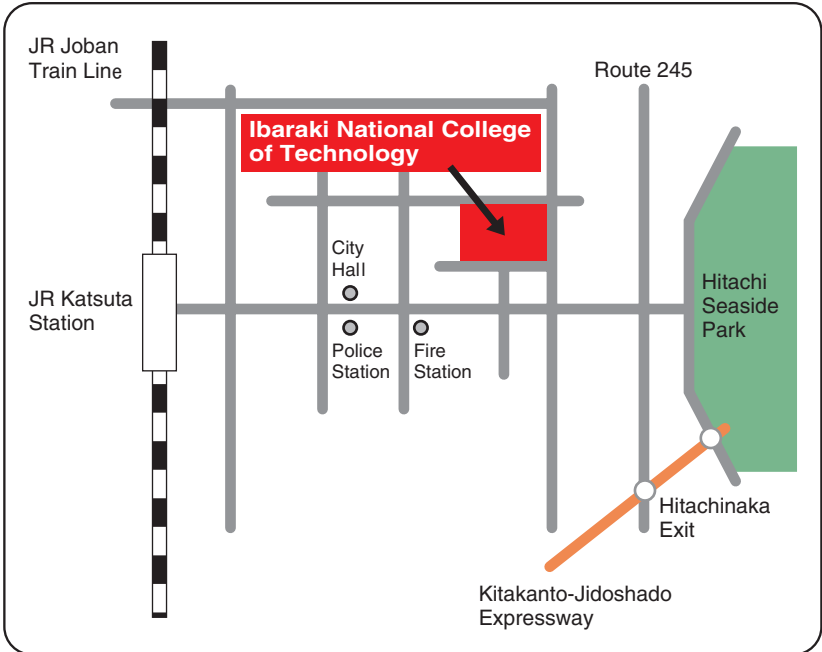 JR Joban
Train Line
Route 245
Ibaraki National College
of Technology
City
Hall
JR Katsuta
Station
Hitachi
Seaside
Park
Police
Station
Fire
Station
Hitachinaka
Exit
Kitakanto-Jidoshado
Expressway